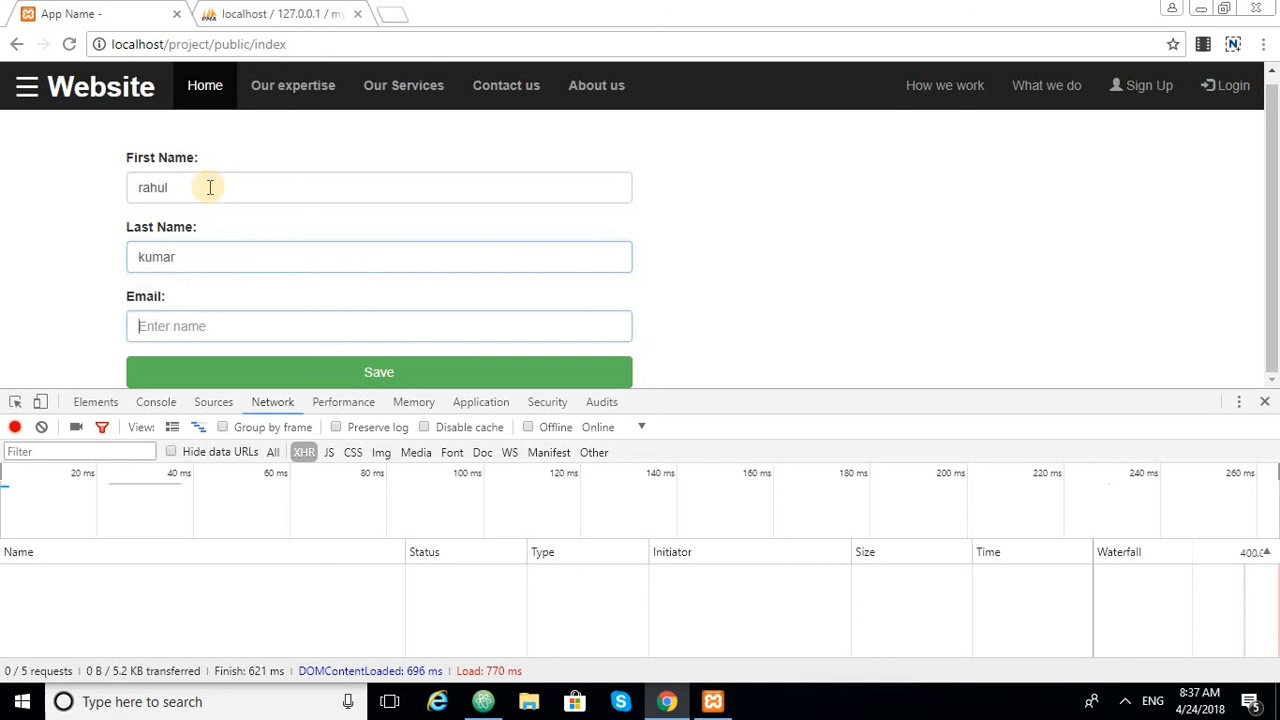 App Name -
localhost / 127.0.0.1 / my
localhost/project/public/index
Website Home Our expertise Our Services Contact us About us How we work What we do Sign Up Login
First Name:
rahul
Last Name:
kumar
Email:
Enter name
Save
Elements Console Sources Network Performance Memory Application Security Audits
View: Group by frame Preserve log Disable cache Offline Online
Filter Hide data URLs All XHR JS CSS Img Media Font Doc WS Manifest Other
20 ms 40 ms 60 ms 80 ms 100 ms 120 ms 140 ms 160 ms 180 ms 200 ms 220 ms 240 ms 260 ms
Name Status Type Initiator Size Time Waterfall
0 / 5 requests | 0 B / 5.2 KB transferred | Finish: 621 ms | DOMContentLoaded: 696 ms | Load: 770 ms
Type here to search
ENG
8:37 AM
4/24/2018
5